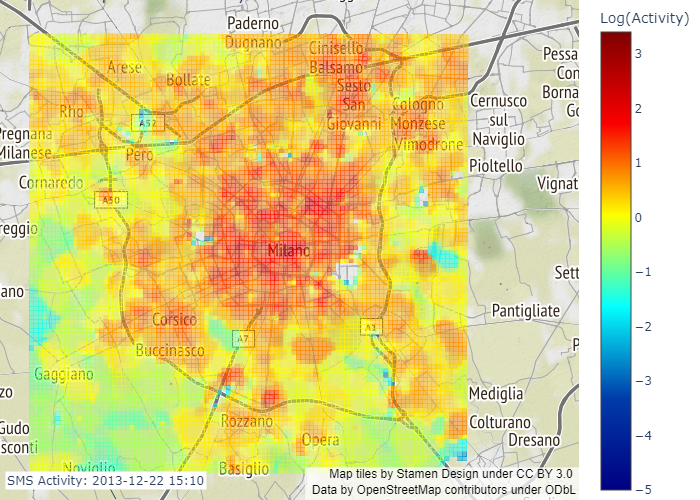 Log(Activity)
Paderno
Dugnano
Cinisello
Balsamo
Pessa
Arese
Con
Bollate
Sesto
Borna
San
Giovanni
Cologno
Monzese
Cernusco
sul
Naviglio
Go
Rho
A52
Pregnana
Milanese
Pero
Vimodrone
Pioltello
Cornaredo
Vignat
A50
reggio
Milano
Sett
ano
Pantigliate
Corsico
A7
A1
P
Buccinasco
Gaggiano
zo
Mediglia
Rozzano
Colturano
Gudo
sconti
Opera
Dresano
Noviglio
Basiglio
SMS Activity: 2013-12-22 15:10
Map tiles by Stamen Design under CC BY 3.0
Data by OpenStreetMap contributors under ODbL
3
2
1
0
−1
−2
−3
−4
−5